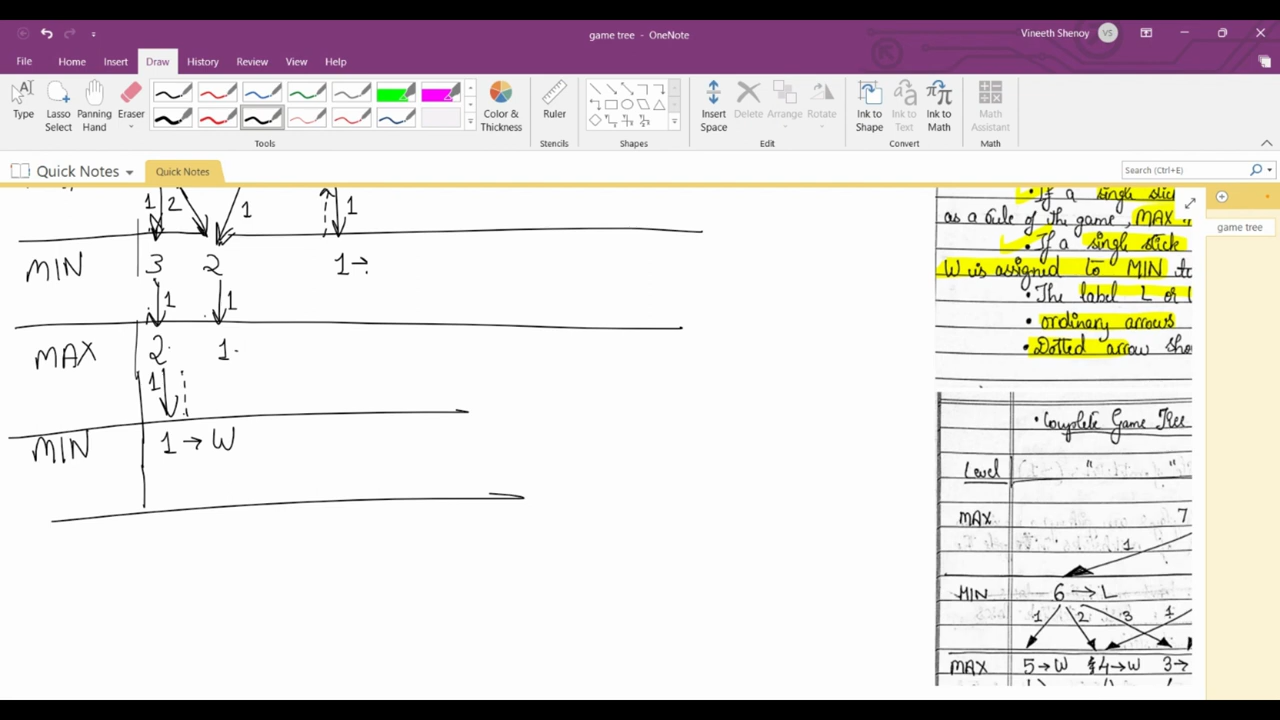 game tree - OneNote
Vineeth Shenoy VS
File Home Insert Draw History Review View Help
Type Lasso Select Panning Hand Eraser Color & Thickness Ruler Insert Space Delete Arrange Rotate Ink to Shape Ink to Text Ink to Math Math Assistant
Tools Stencils Shapes Edit Convert Math
Quick Notes Quick Notes Search (Ctrl+E)
game tree
1 2 1 1
MIN 3 2 1→
1 1
MAX 2 1
1
MIN 1→W
• If a single stick
as a rule of the game, MAX
• If a single stick
W is assigned to MIN
• The label L or
• ordinary arrows
• Dotted arrow sho
• Complete Game Tree
Level
MAX 7
1
MIN 6→L
1 2 3 1
MAX 5→W 4→W 3→